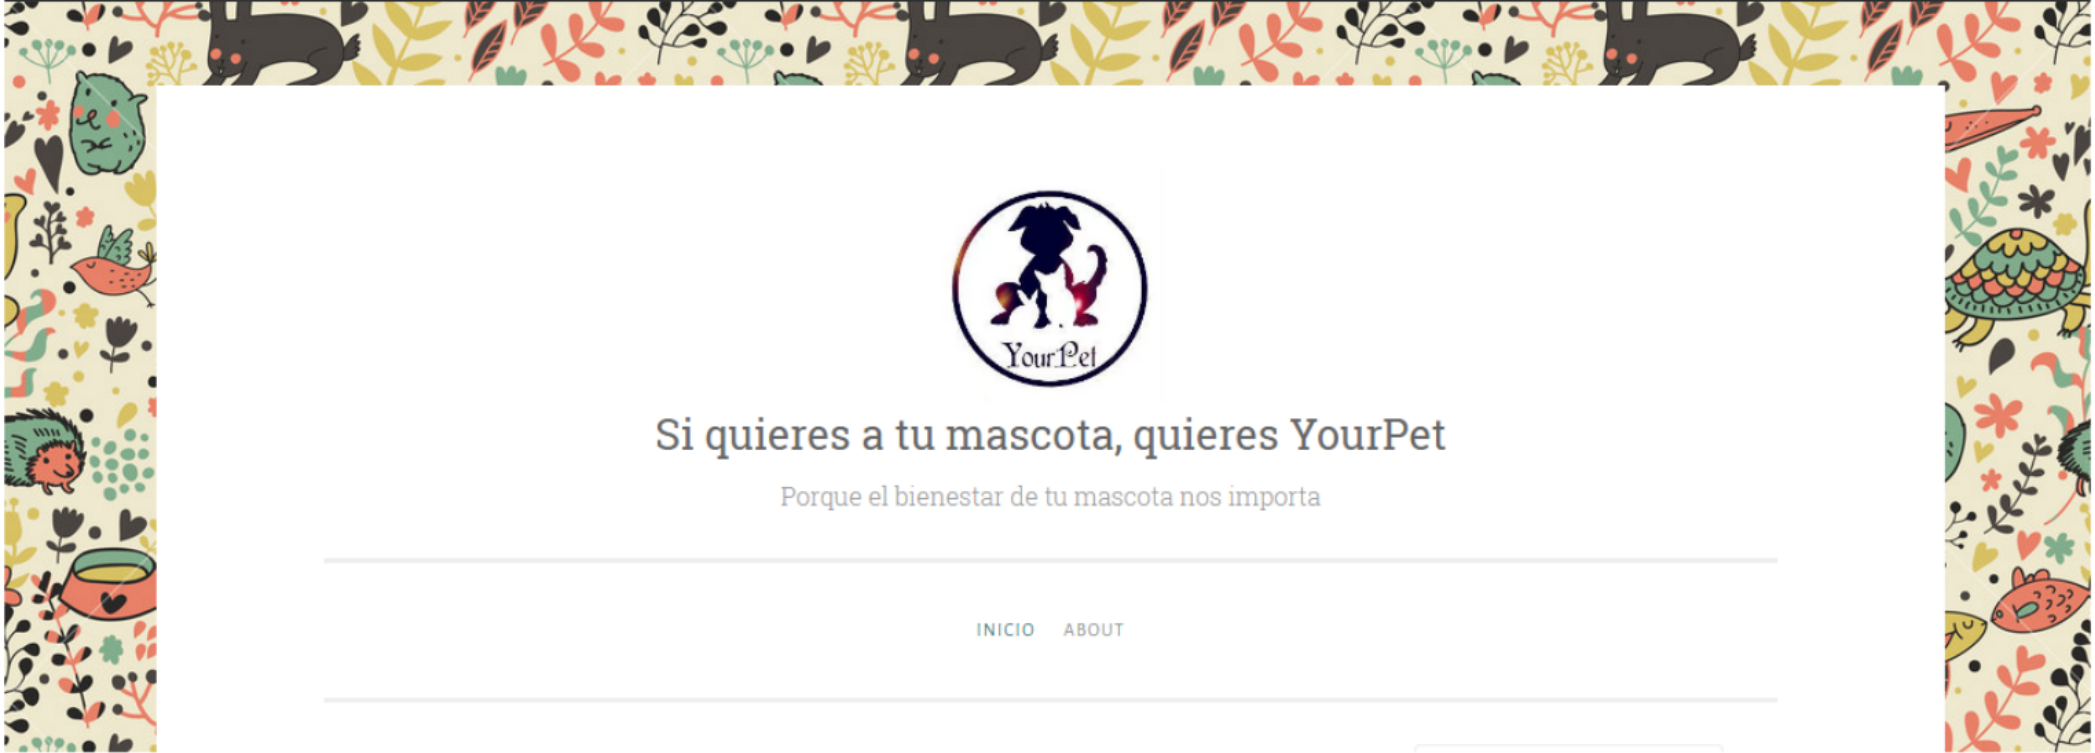 YourPet
Si quieres a tu mascota, quieres YourPet
Porque el bienestar de tu mascota nos importa
INICIO ABOUT